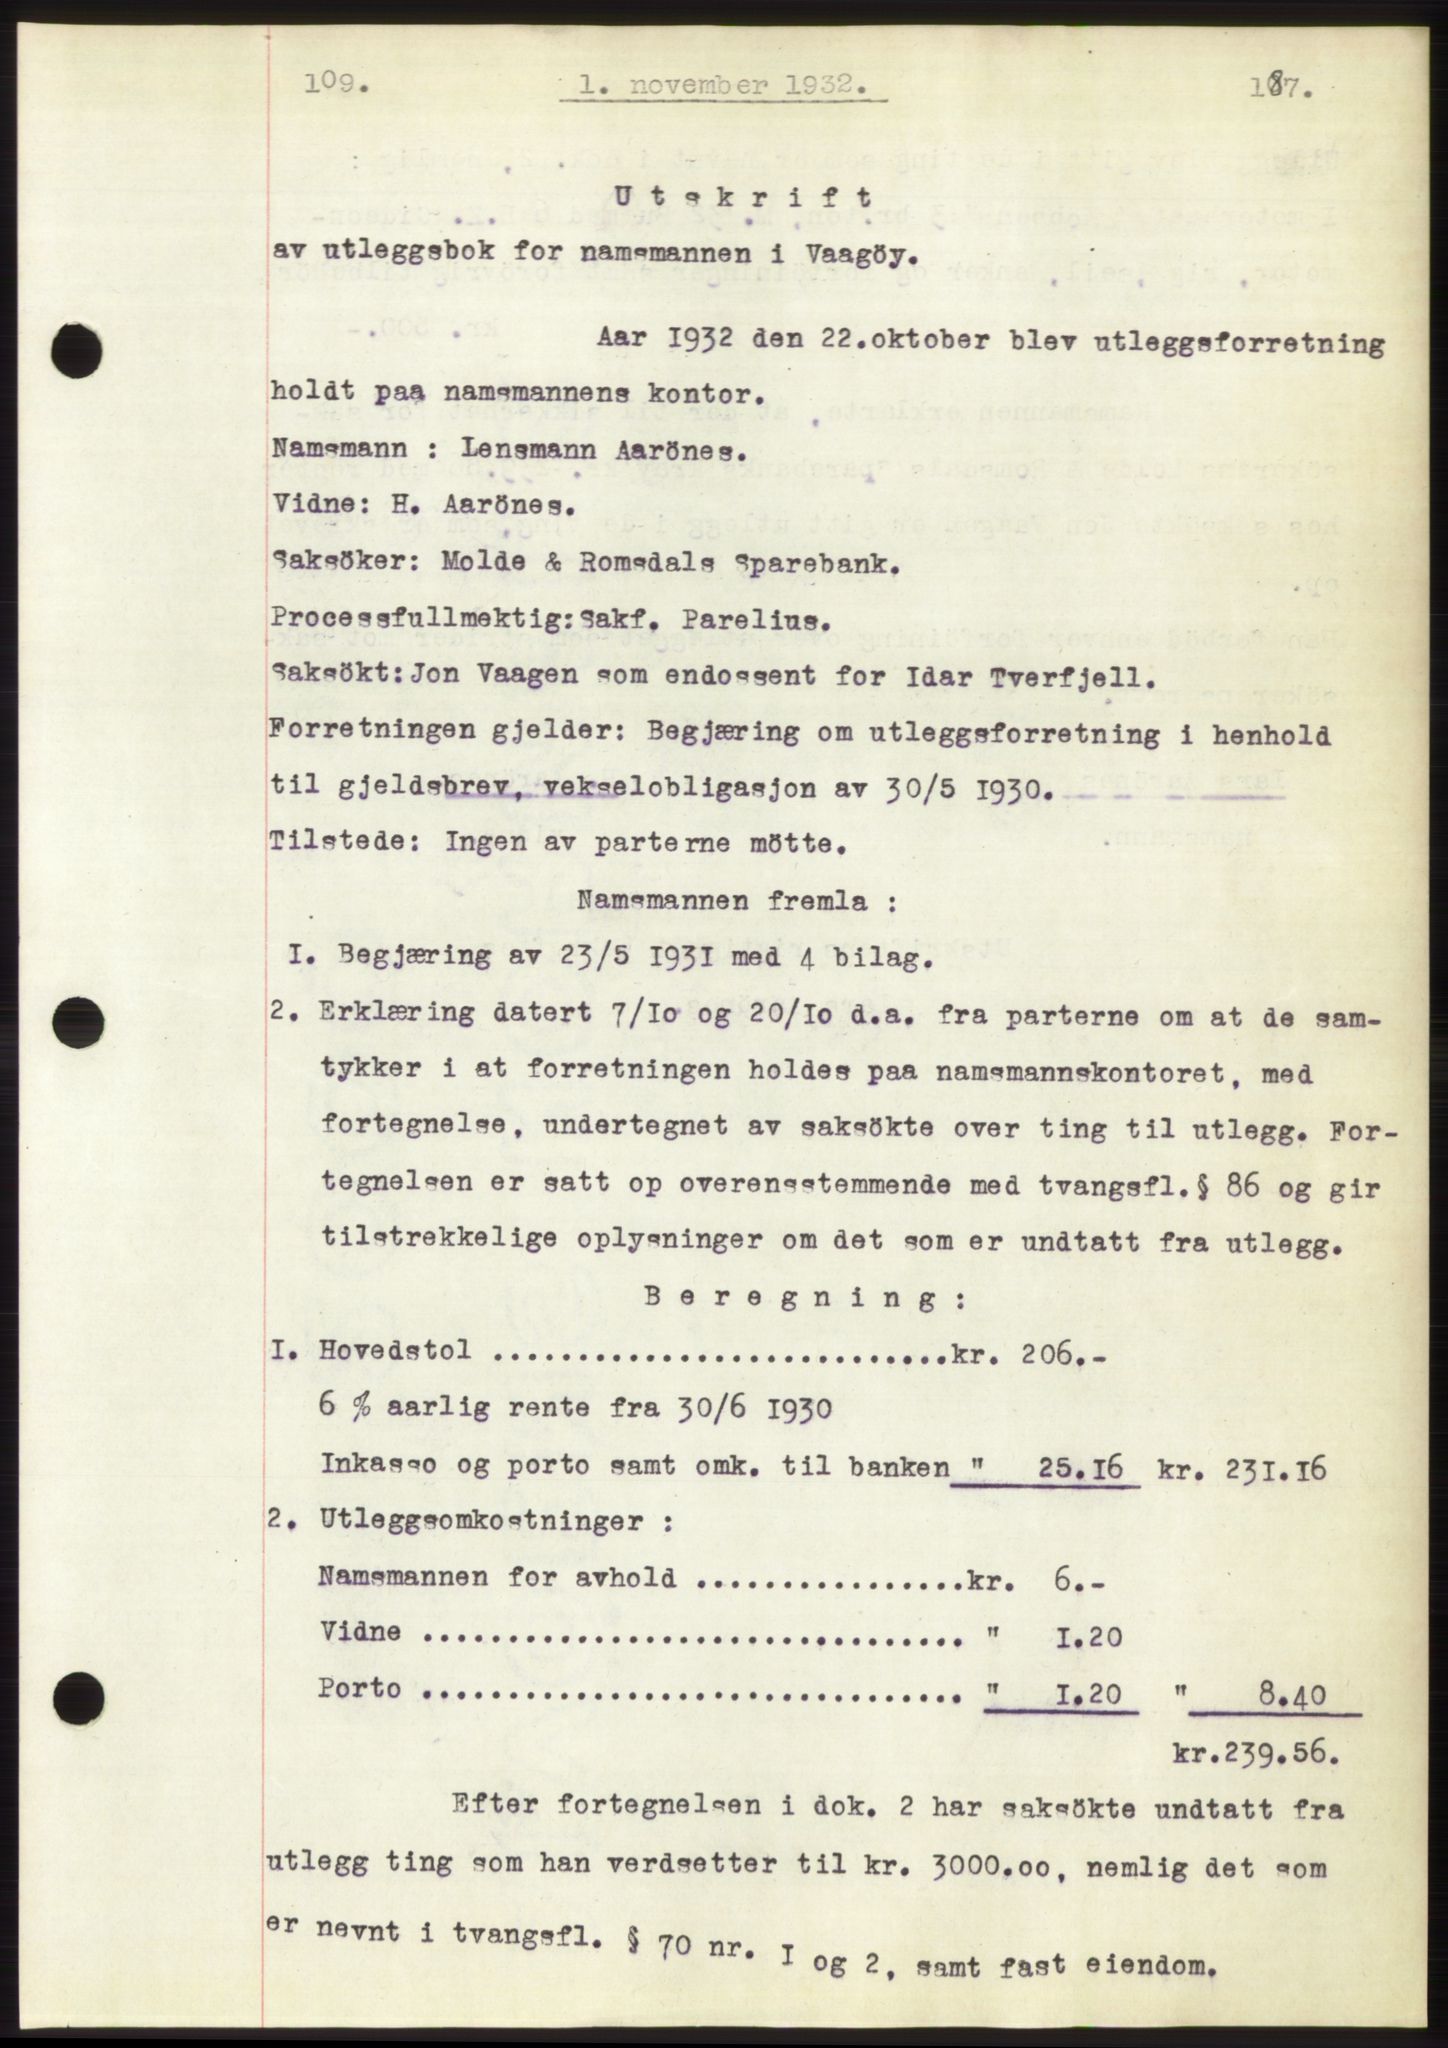 109. 1. november 1932. 187.
U t s k r i f t
av utleggsbok for namsmannen i Vaagöy.
Aar 1932 den 22.oktober blev utleggsforretning
holdt paa namsmannens kontor.
Namsmann : Lensmann Aarönes.
Vidne: H. Aarönes.
Saksöker: Molde & Romsdals Sparebank.
Processfullmektig:Sakf. Parelius.
Saksökt:Jon Vaagen som endossent for Idar Tverfjell.
Forretningen gjelder: Begjæring om utleggsforretning i henhold
til gjeldsbrev, vekselobligasjon av 30/5 1930.
Tilstede: Ingen av parterne mötte.
Namsmannen fremla :
I. Begjæring av 23/5 1931 med 4 bilag.
2. Erklæring datert 7/10 og 20/10 d.a. fra parterne om at de sam-
tykker i at forretningen holdes paa namsmannskontoret, med
fortegnelse, undertegnet av saksökte over ting til utlegg. For-
tegnelsen er satt op overensstemmende med tvangsfl.§ 86 og gir
tilstrekkelige oplysninger om det som er undtatt fra utlegg.
B e r e g n i n g :
I. Hovedstol ...........................kr. 206.-
6 % aarlig rente fra 30/6 1930
Inkasso og porto samt omk. til banken " 25.16 kr. 231.16
2. Utleggsomkostninger :
Namsmannen for avhold ................kr. 6.-
Vidne ................................ " 1.20
Porto ................................ " 1.20 " 8.40
kr.239.56.
Efter fortegnelsen i dok. 2 har saksökte undtatt fra
utlegg ting som han verdsetter til kr. 3000.oo, nemlig det som
er nevnt i tvangsfl. § 70 nr. I og 2, samt fast eiendom.